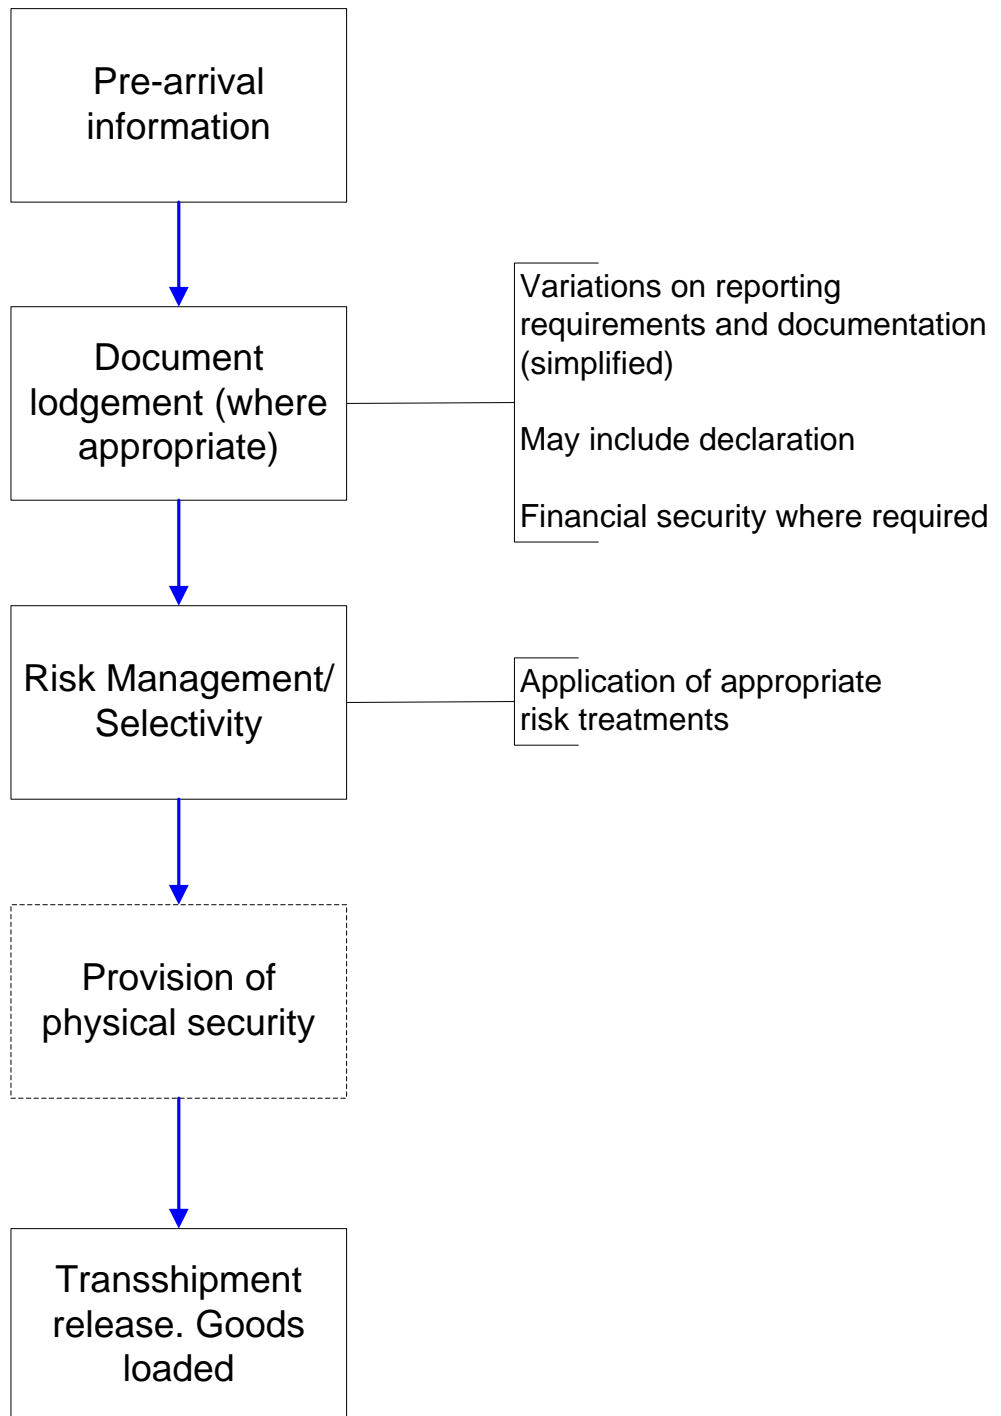 Pre-arrival
information
Document
lodgement (where
appropriate)
Variations on reporting
requirements and documentation
(simplified)
May include declaration
Financial security where required
Risk Management/
Selectivity
Application of appropriate
risk treatments
Provision of
physical security
Transshipment
release. Goods
loaded